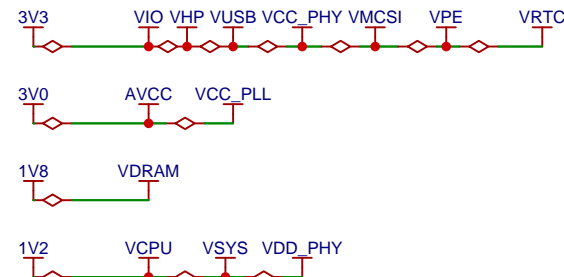 3V3 VIO VHP VUSB VCC_PHY VMCSI VPE VRTC
3V0 AVCC VCC_PLL
1V8 VDRAM
1V2 VCPU VSYS VDD_PHY